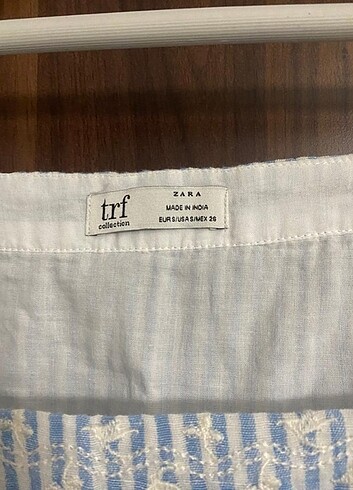 trf
collection
ZARA
MADE IN INDIA
EUR S/USA S/MEX 26